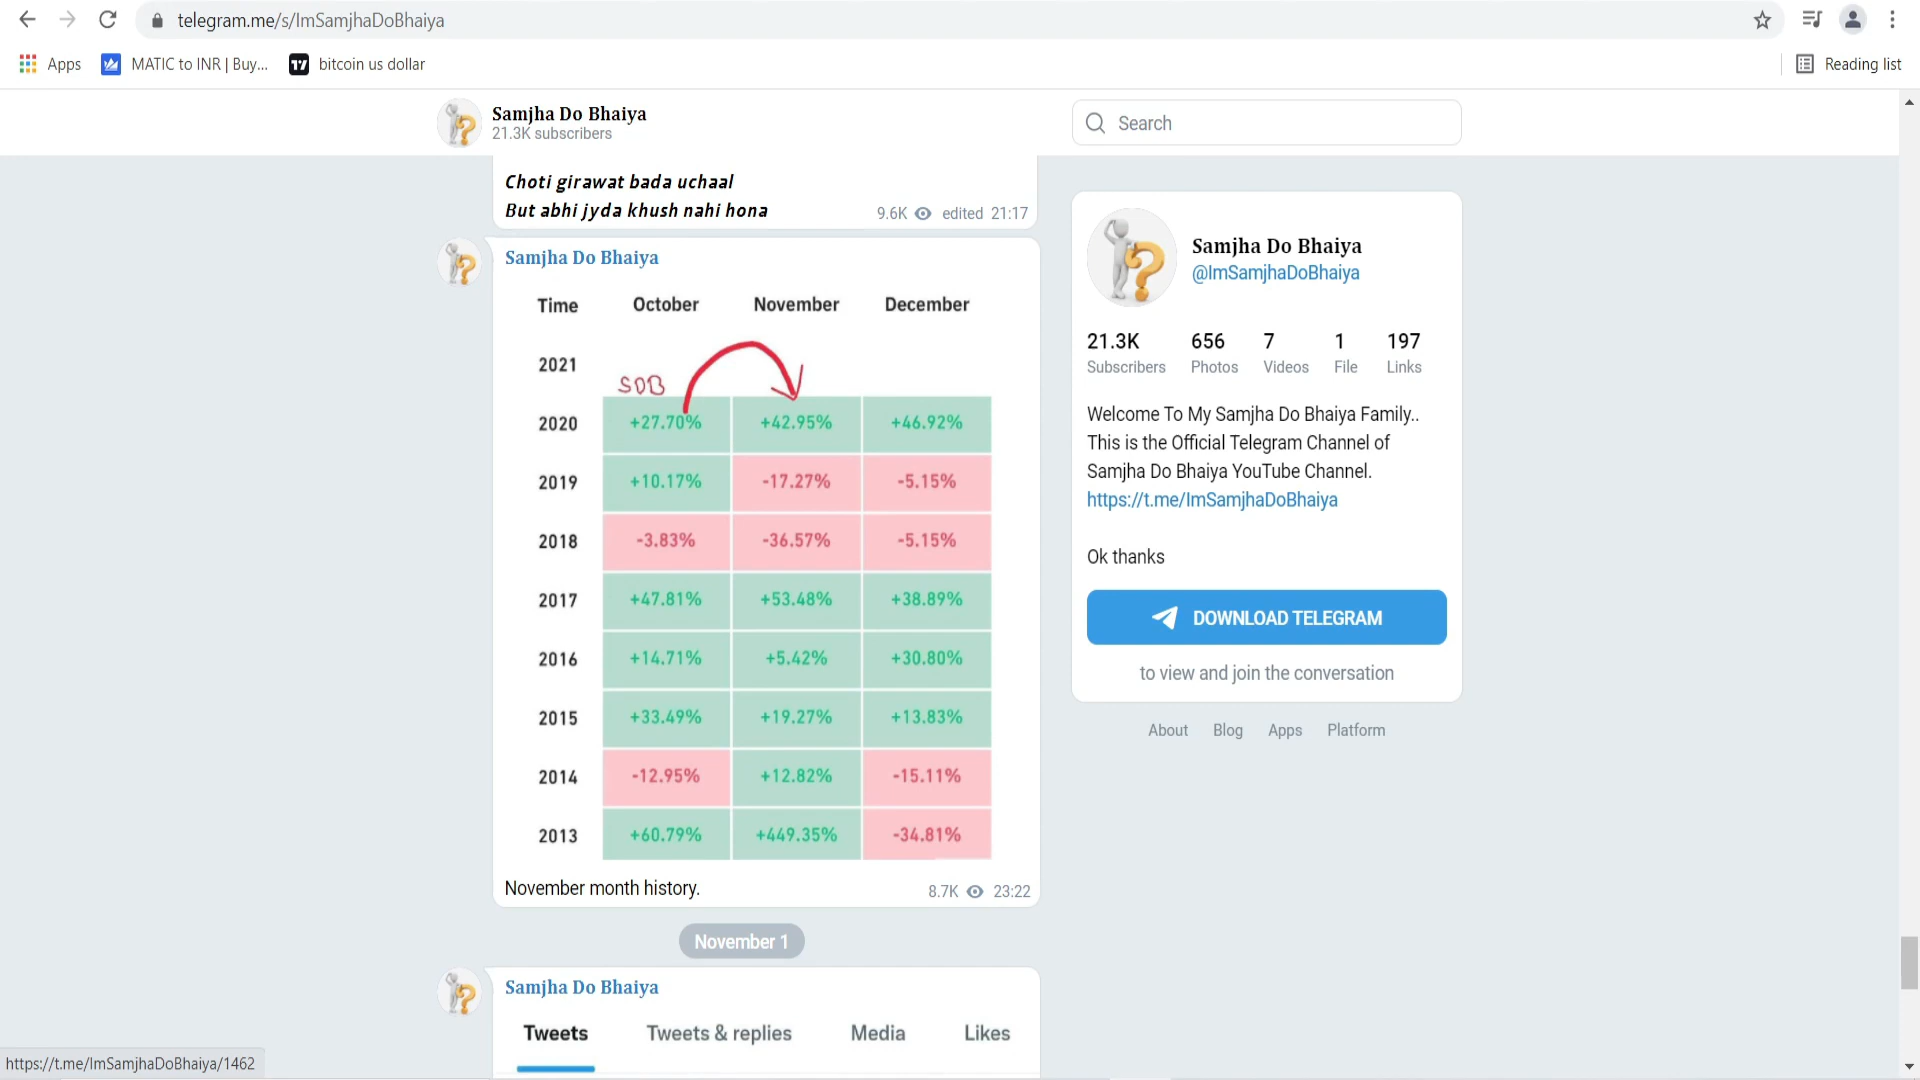 telegram.me/s/ImSamjhaDoBhaiya
Apps
MATIC to INR | Buy...
bitcoin us dollar
Reading list
Samjha Do Bhaiya
21.3K subscribers
Search
Choti girawat bada uchaal
But abhi jyda khush nahi hona
9.6K edited 21:17
Samjha Do Bhaiya
Time October November December
2021
SDB
2020 +27.70% +42.95% +46.92%
2019 +10.17% -17.27% -5.15%
2018 -3.83% -36.57% -5.15%
2017 +47.81% +53.48% +38.89%
2016 +14.71% +5.42% +30.80%
2015 +33.49% +19.27% +13.83%
2014 -12.95% +12.82% -15.11%
2013 +60.79% +449.35% -34.81%
November month history.
8.7K 23:22
November 1
Samjha Do Bhaiya
Tweets Tweets & replies Media Likes
Samjha Do Bhaiya
@ImSamjhaDoBhaiya
21.3K 656 7 1 197
Subscribers Photos Videos File Links
Welcome To My Samjha Do Bhaiya Family..
This is the Official Telegram Channel of
Samjha Do Bhaiya YouTube Channel.
https://t.me/ImSamjhaDoBhaiya
Ok thanks
DOWNLOAD TELEGRAM
to view and join the conversation
About Blog Apps Platform
https://t.me/ImSamjhaDoBhaiya/1462